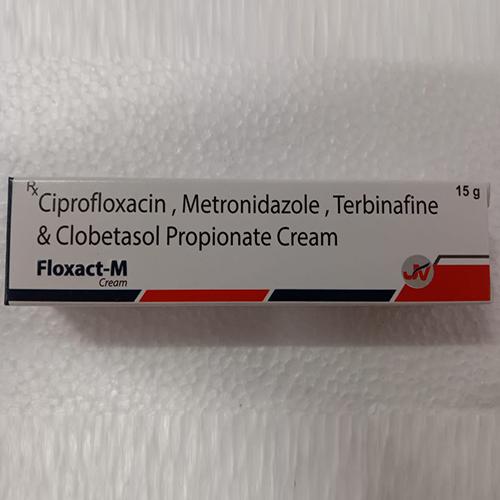 Rx
Ciprofloxacin , Metronidazole , Terbinafine
& Clobetasol Propionate Cream
15 g
Floxact-M
Cream
JV